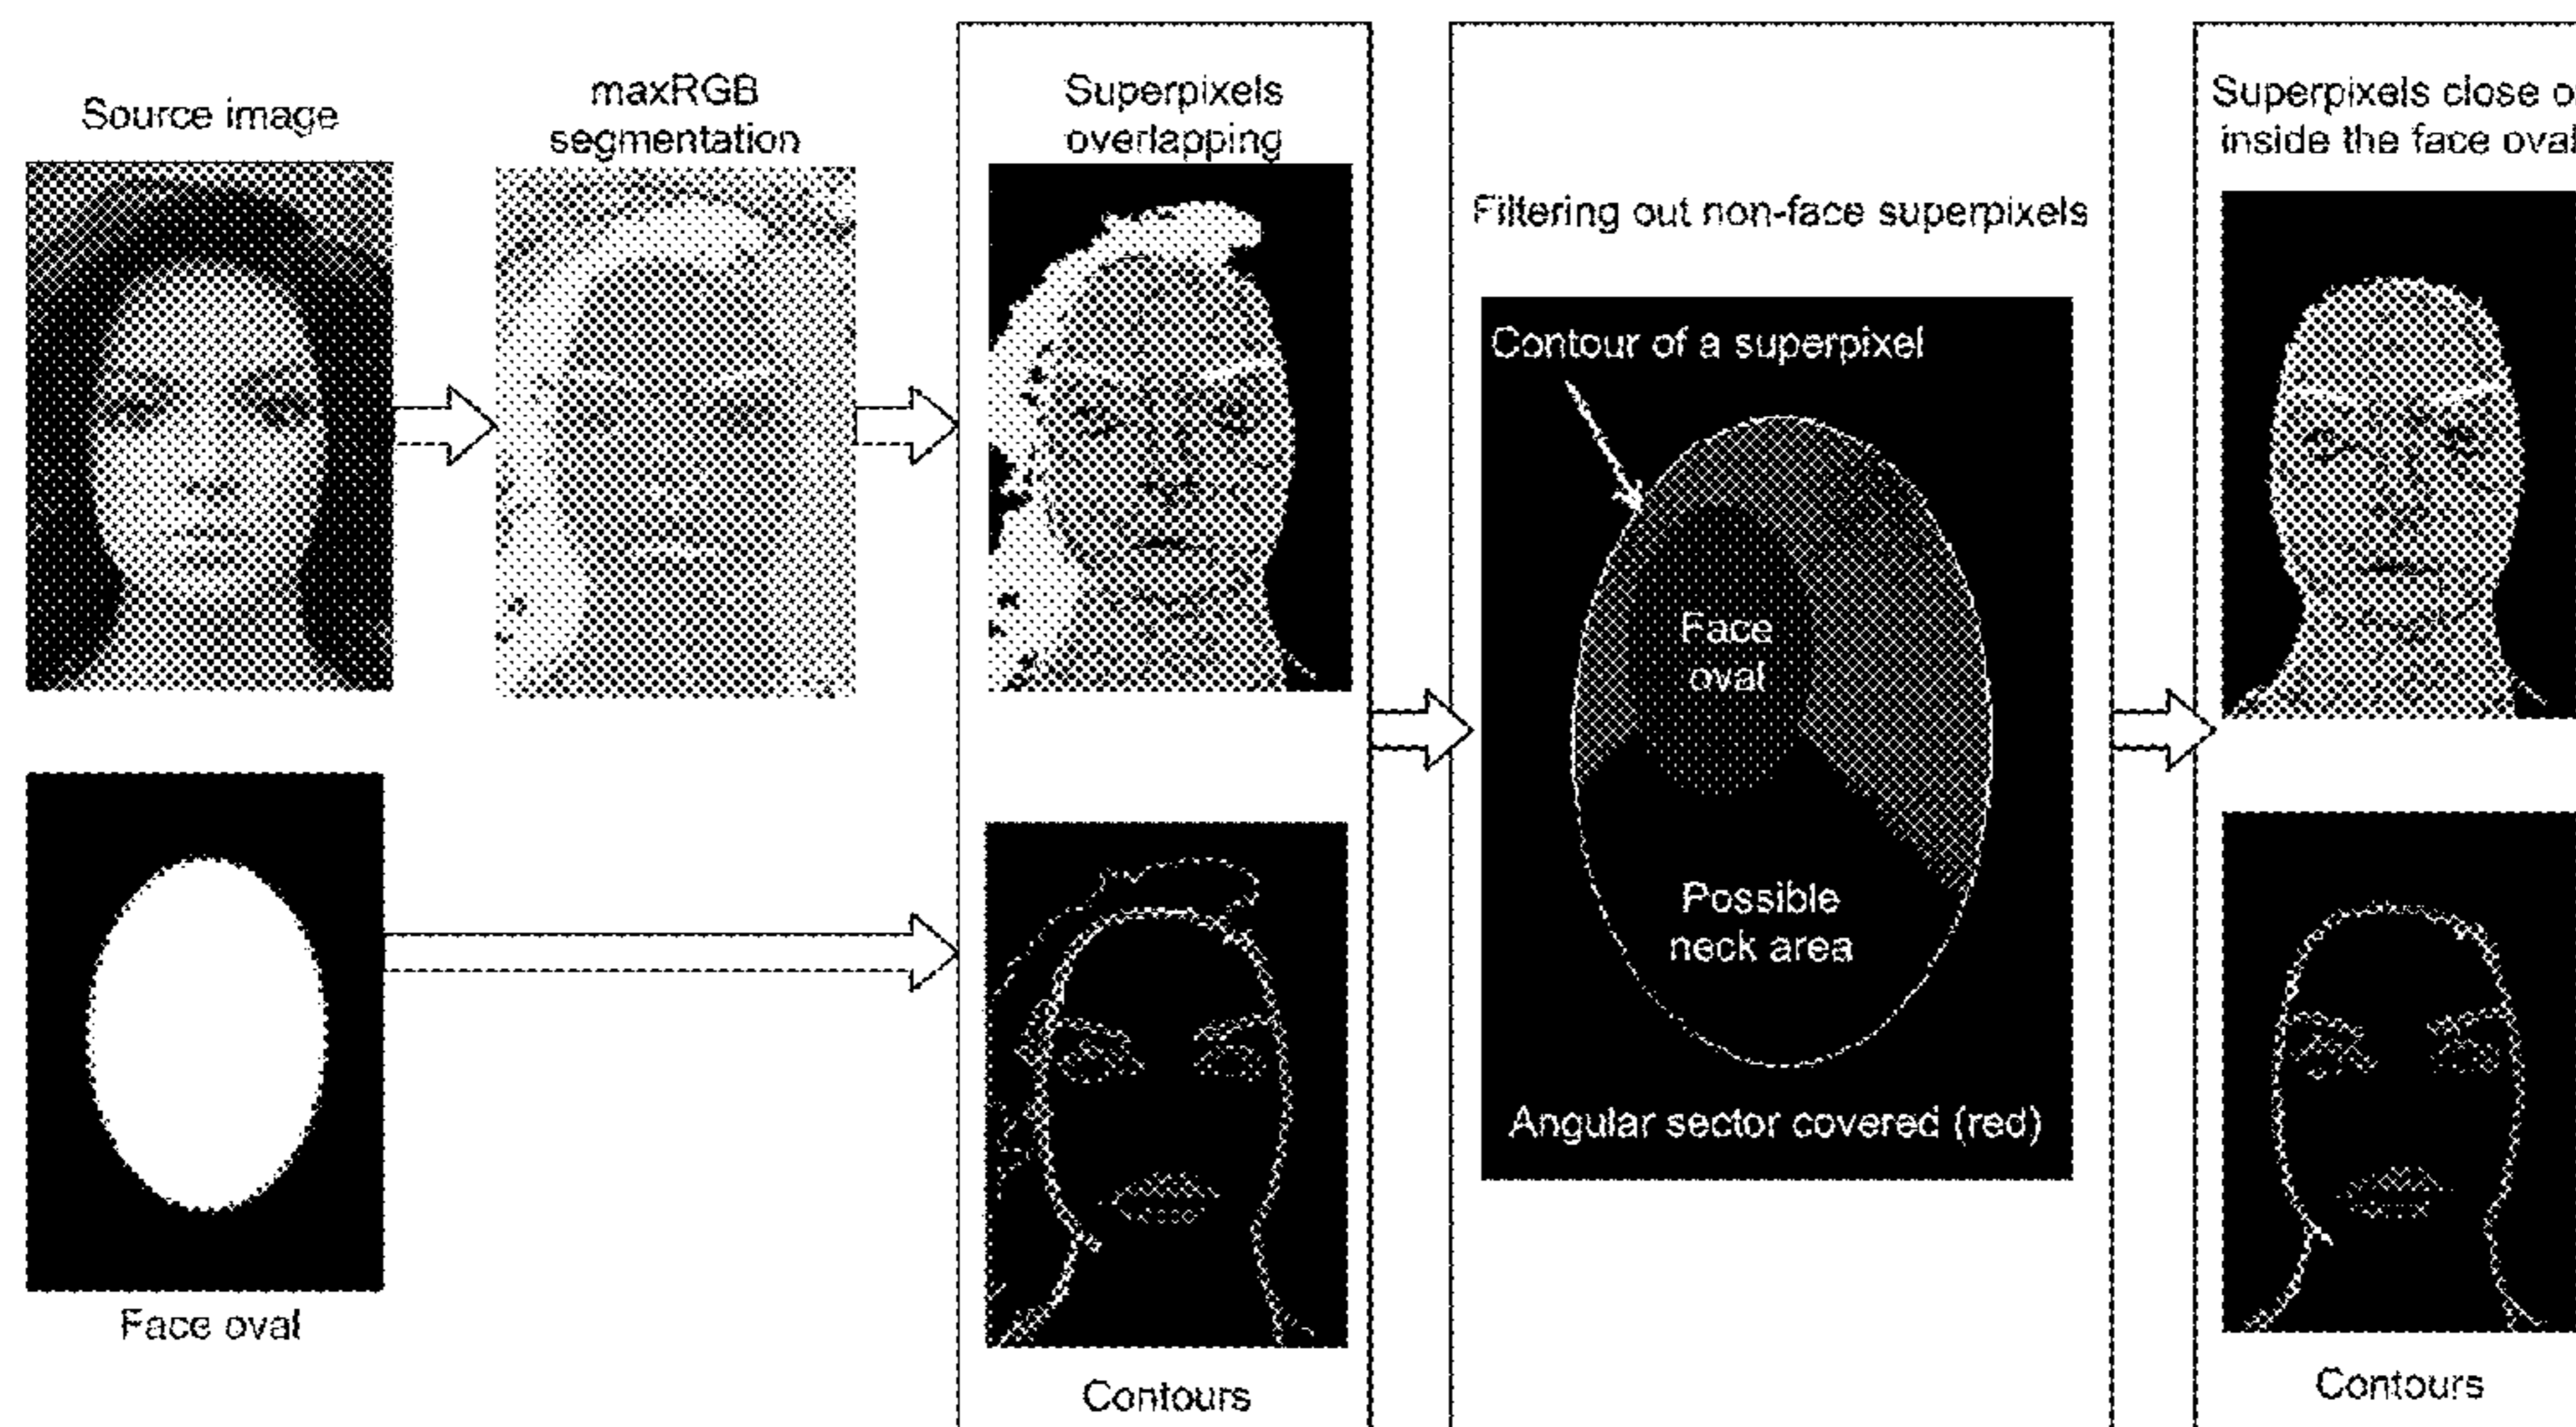 Source image
maxRGB
segmentation
Superpixels
overlapping
Filtering out non-face superpixels
Superpixels close
inside the face oval
Contour of a superpixel
Face
oval
Possible
neck area
Angular sector covered (red)
Face oval
Contours
Contours